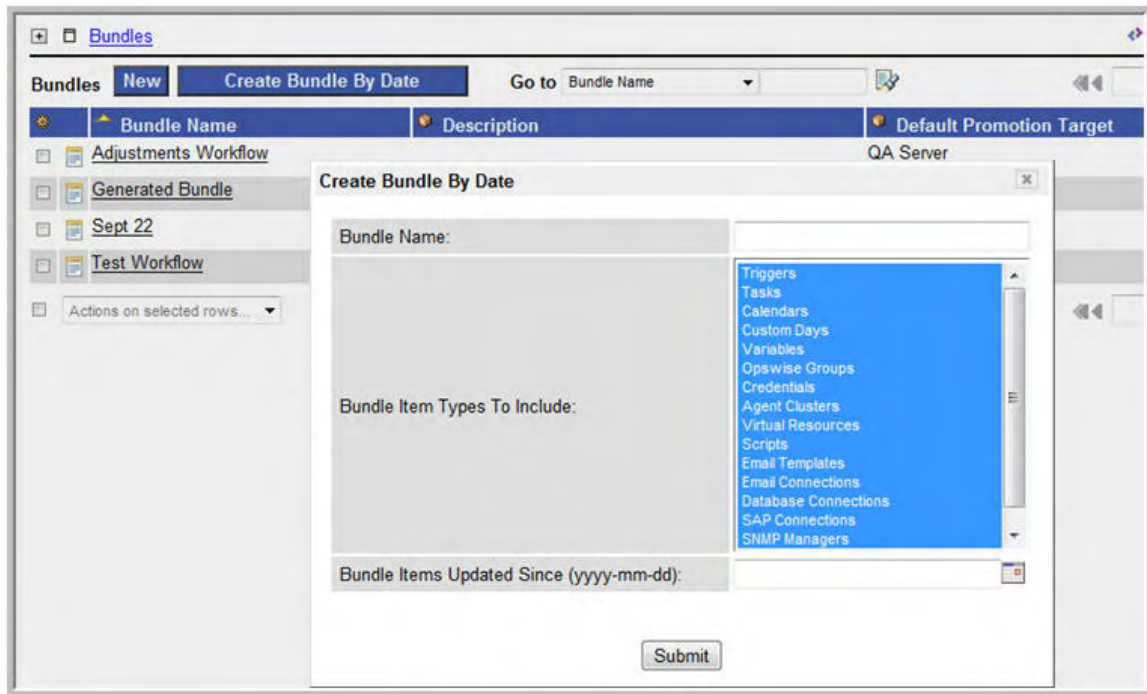 Bundles
Bundles New Create Bundle By Date Go to Bundle Name
Bundle Name Description Default Promotion Target
Adjustments Workflow QA Server
Generated Bundle
Sept 22
Test Workflow
Actions on selected rows...
Create Bundle By Date
Bundle Name:
Bundle Item Types To Include:
Triggers
Tasks
Calendars
Custom Days
Variables
Opswise Groups
Credentials
Agent Clusters
Virtual Resources
Scripts
Email Templates
Email Connections
Database Connections
SAP Connections
SNMP Managers
Bundle Items Updated Since (yyyy-mm-dd):
Submit